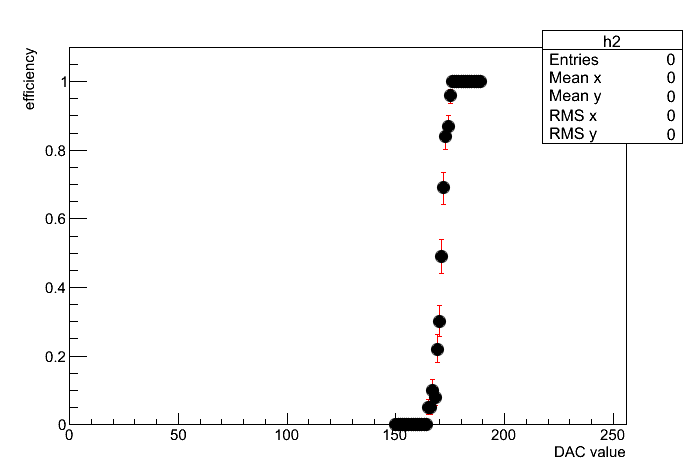 h2
Entries 0
Mean x 0
Mean y 0
RMS x 0
RMS y 0
efficiency
1
0.8
0.6
0.4
0.2
0
0 50 100 150 200 250
DAC value